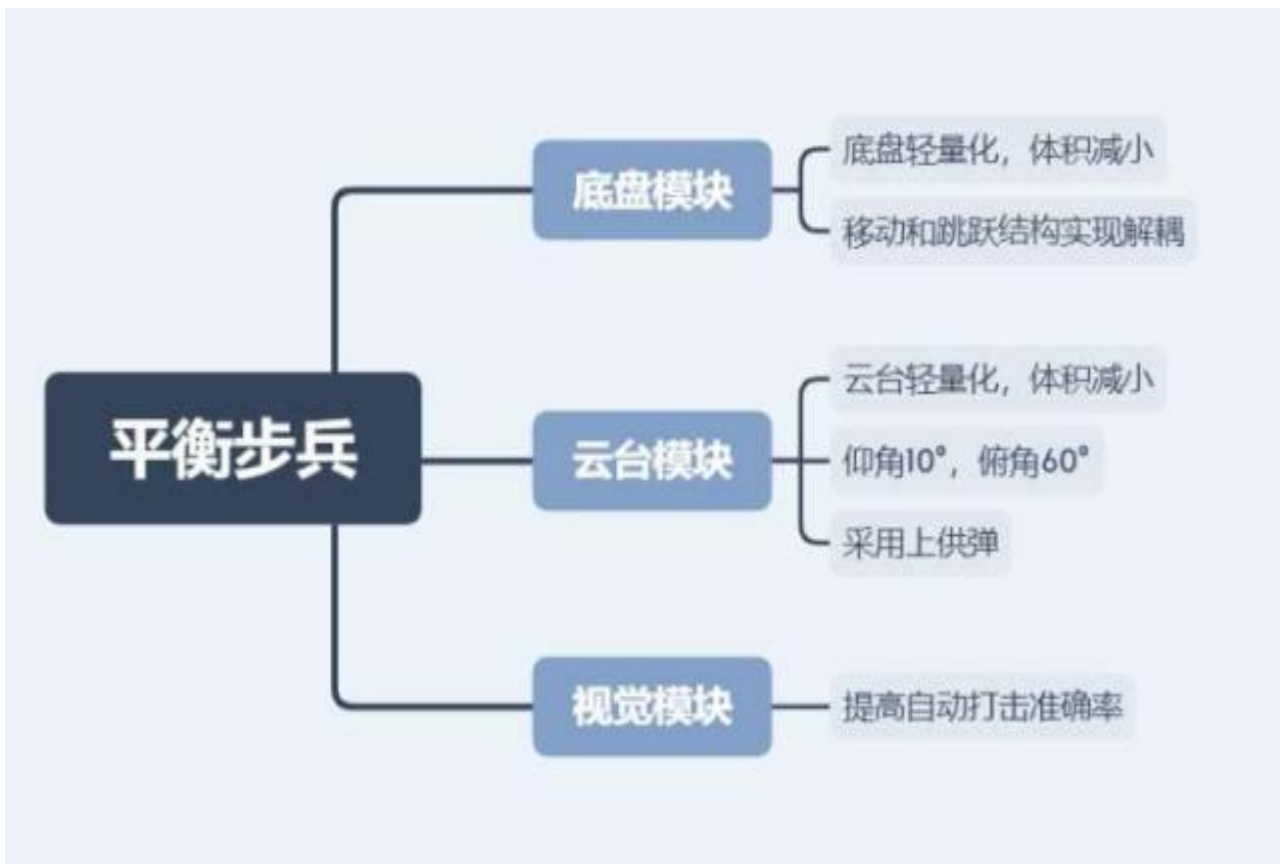 平衡步兵
底盘模块
底盘轻量化，体积减小
移动和跳跃结构实现解耦
云台模块
云台轻量化，体积减小
仰角10°，俯角60°
采用上供弹
视觉模块
提高自动打击准确率